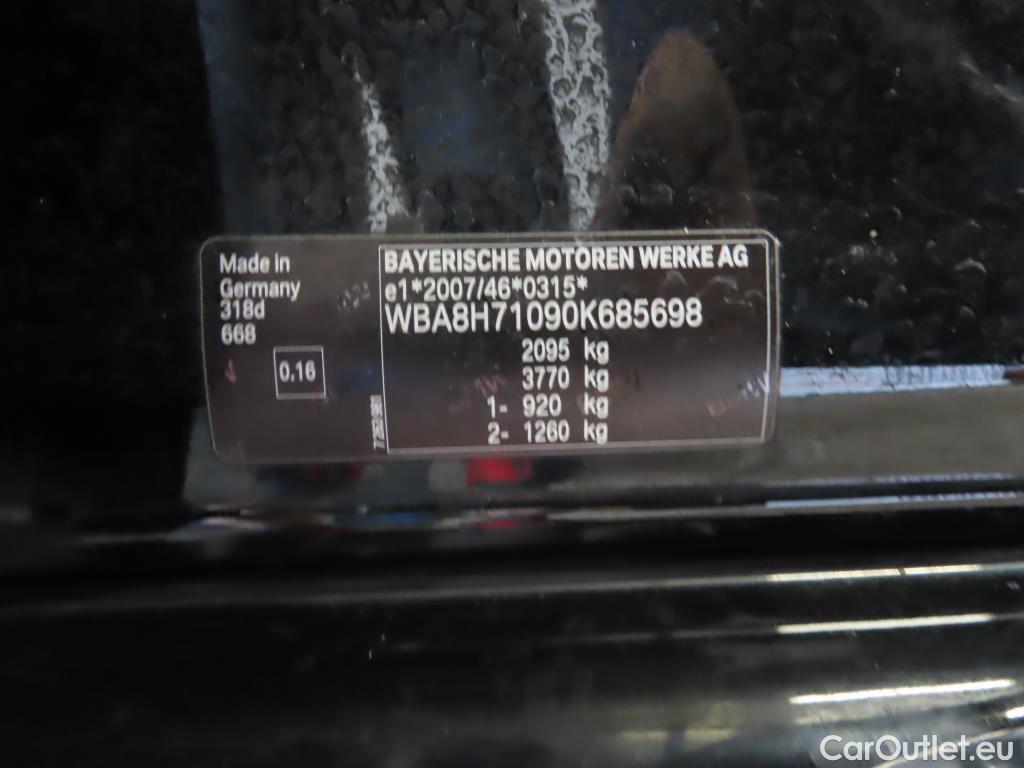 Made in
Germany
318d
668
0.16
BAYERISCHE MOTOREN WERKE AG
e1*2007/46*0315*
WBA8H71090K685698
2095 kg
3770 kg
1- 920 kg
2- 1260 kg
CarOutlet.eu